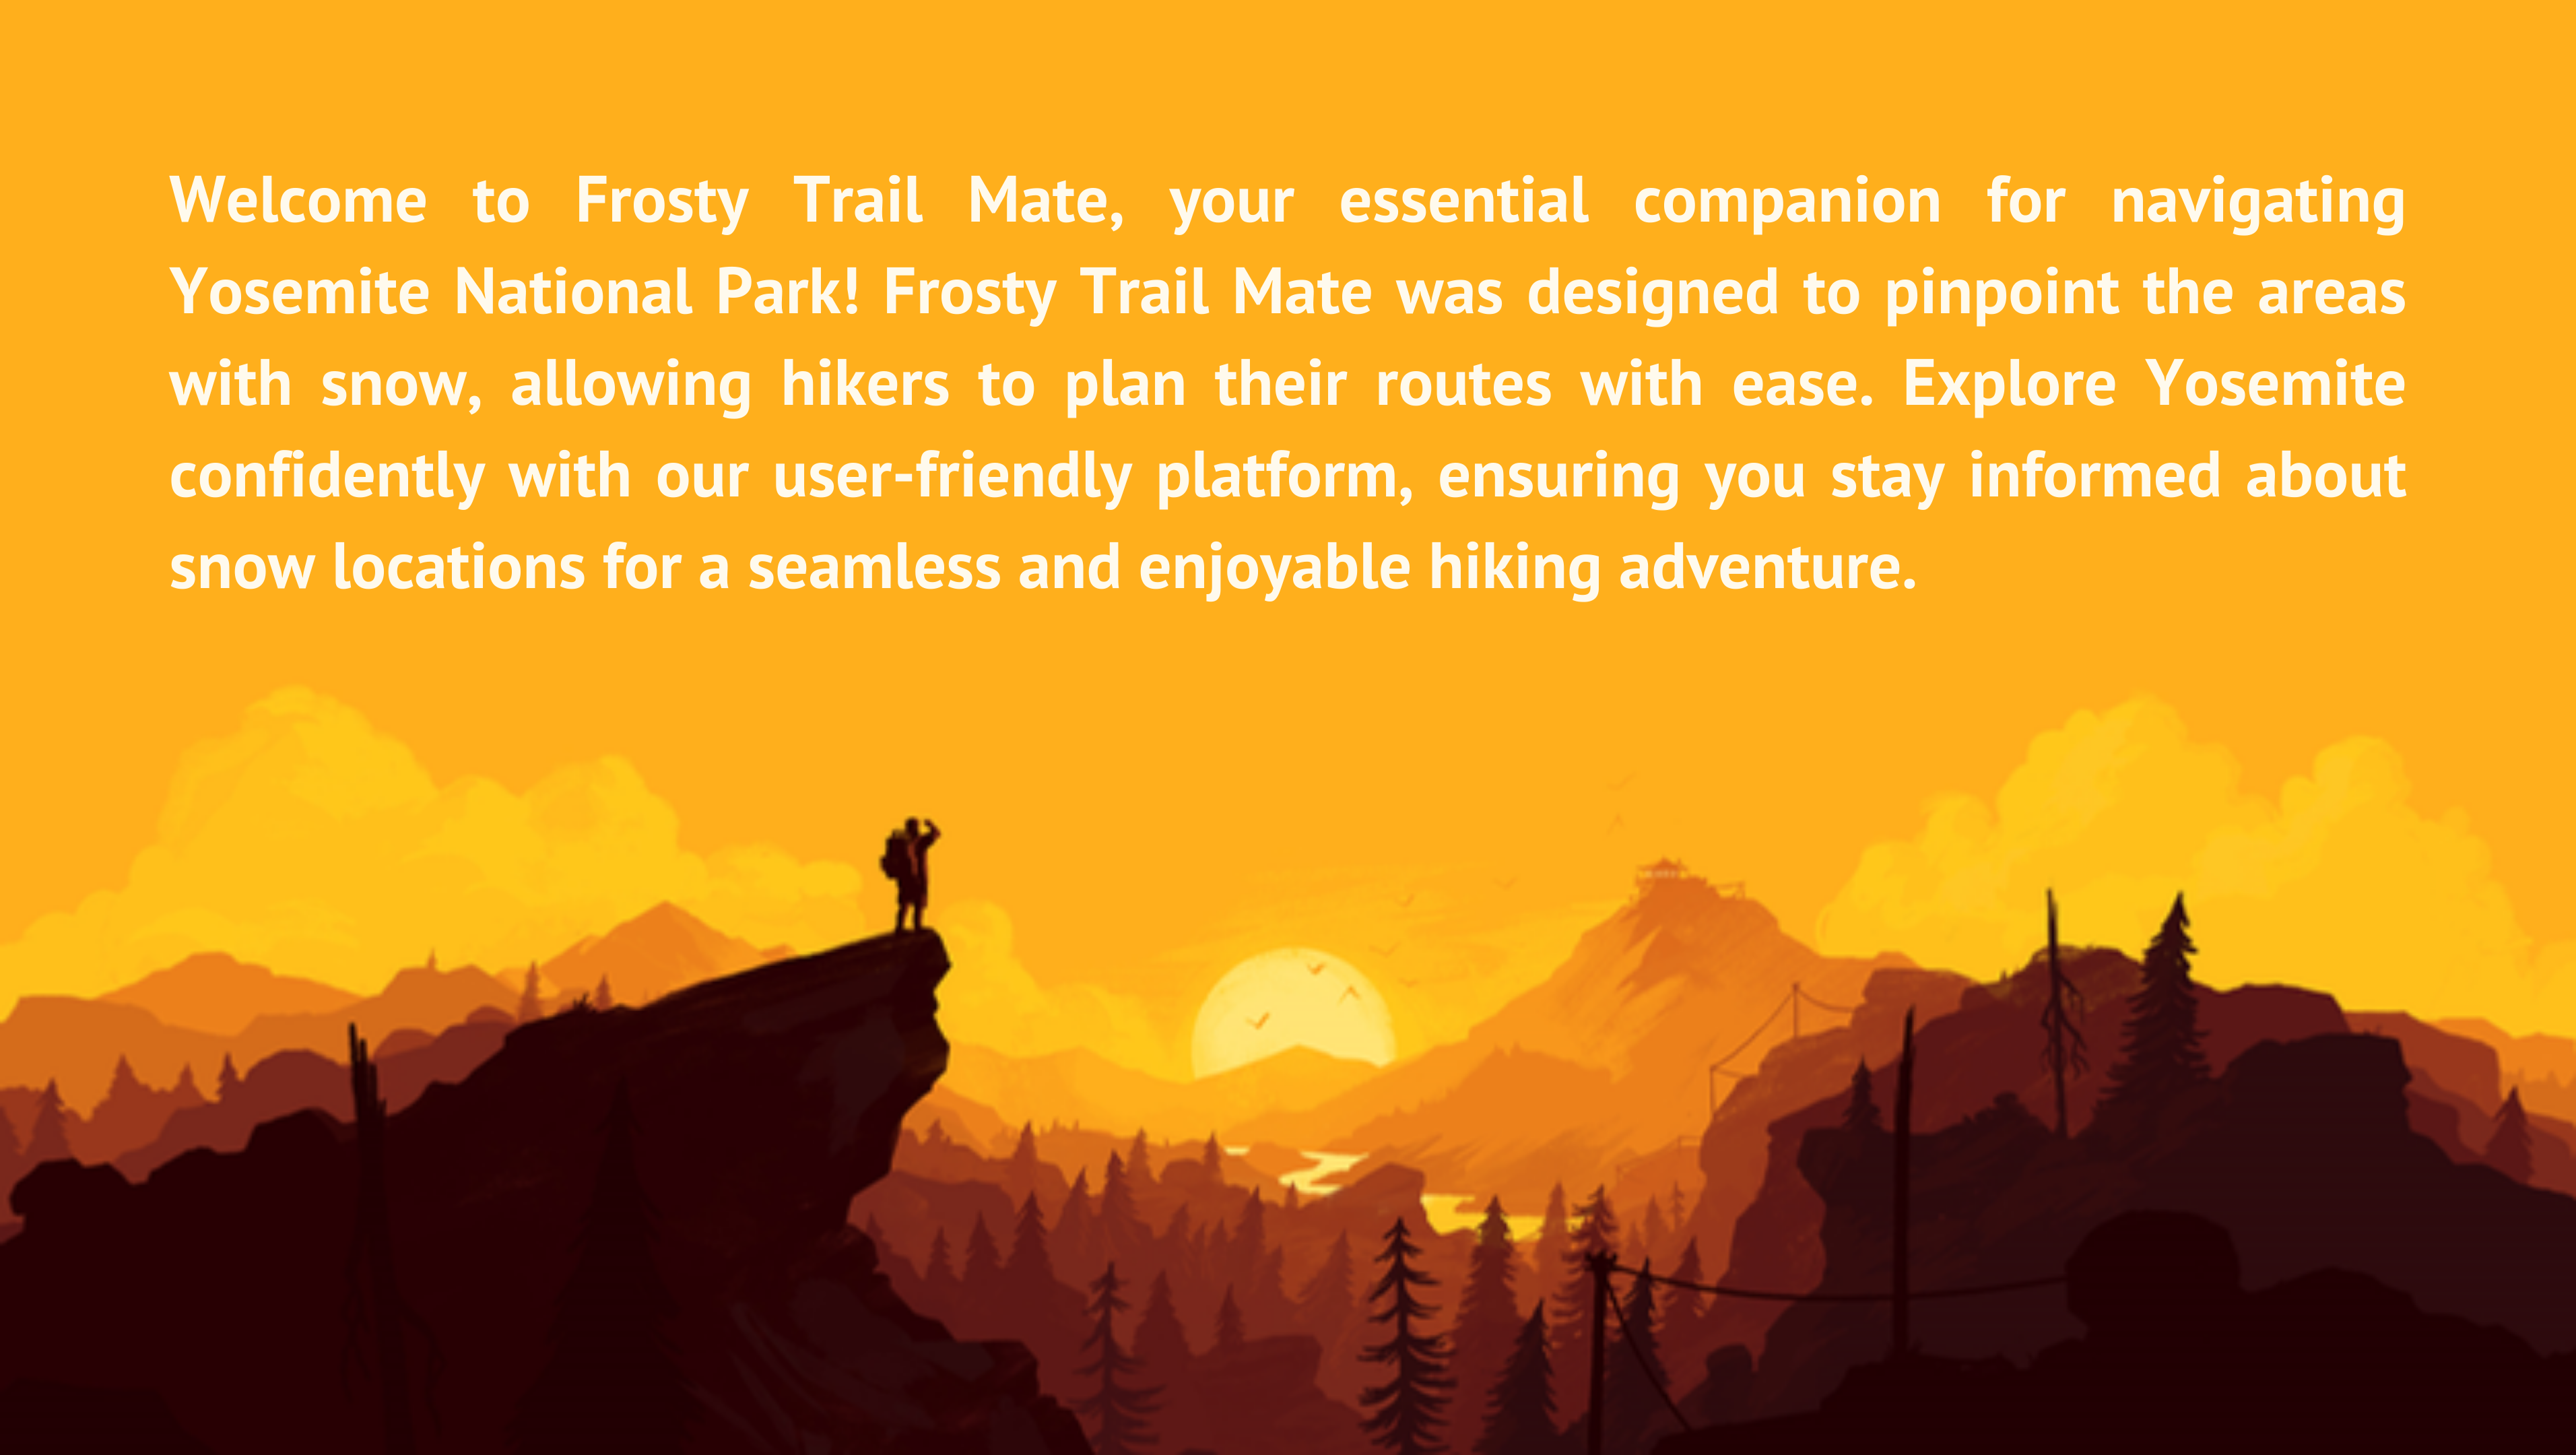 Welcome to Frosty Trail Mate, your essential companion for navigating
Yosemite National Park! Frosty Trail Mate was designed to pinpoint the areas
with snow, allowing hikers to plan their routes with ease. Explore Yosemite
confidently with our user-friendly platform, ensuring you stay informed about
snow locations for a seamless and enjoyable hiking adventure.